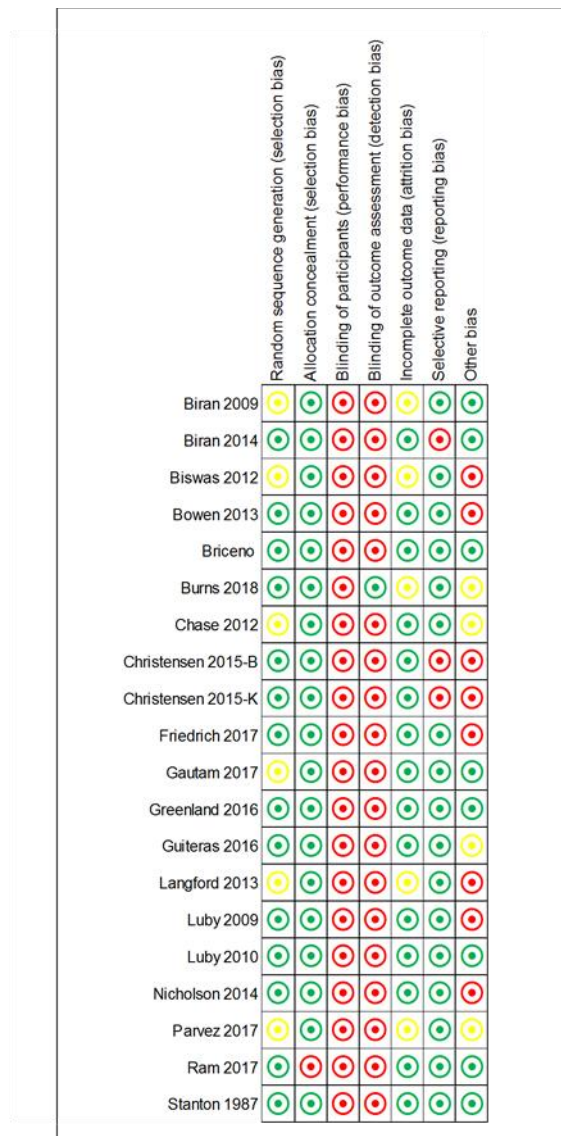 Random sequence generation (selection bias)
Allocation concealment (selection bias)
Blinding of participants (performance bias)
Blinding of outcome assessment (detection bias)
Incomplete outcome data (attrition bias)
Selective reporting (reporting bias)
Other bias
Biran 2009
Biran 2014
Biswas 2012
Bowen 2013
Briceno
Burns 2018
Chase 2012
Christensen 2015-B
Christensen 2015-K
Friedrich 2017
Gautam 2017
Greenland 2016
Guiteras 2016
Langford 2013
Luby 2009
Luby 2010
Nicholson 2014
Parvez 2017
Ram 2017
Stanton 1987